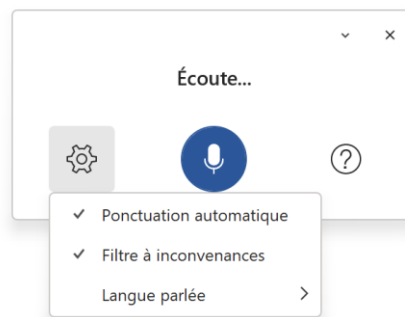 Écoute...
Ponctuation automatique
Filtre à inconvenances
Langue parlée